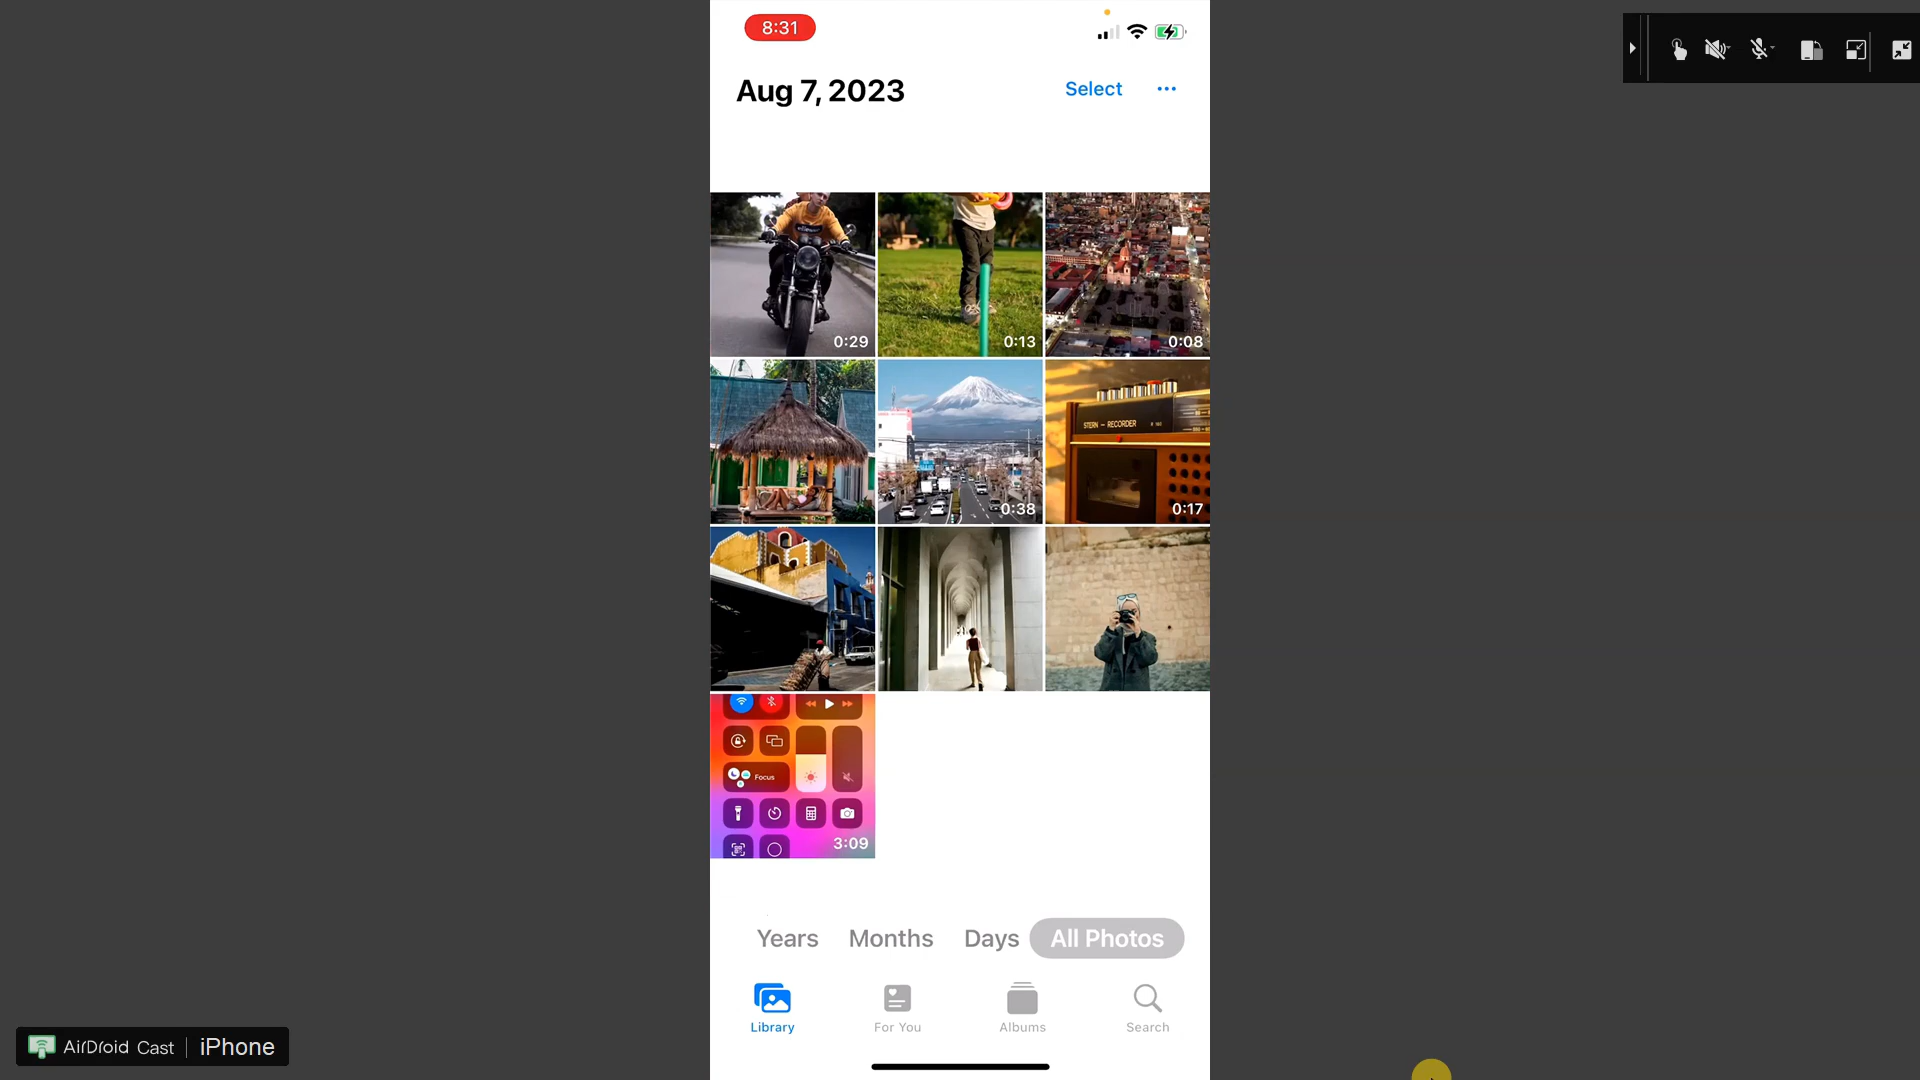 8:31
Aug 7, 2023
Select
0:29
0:13
0:08
0:38
STERN - RECORDER
0:17
Focus
3:09
Years Months Days All Photos
Library For You Albums Search
AirDroid Cast | iPhone